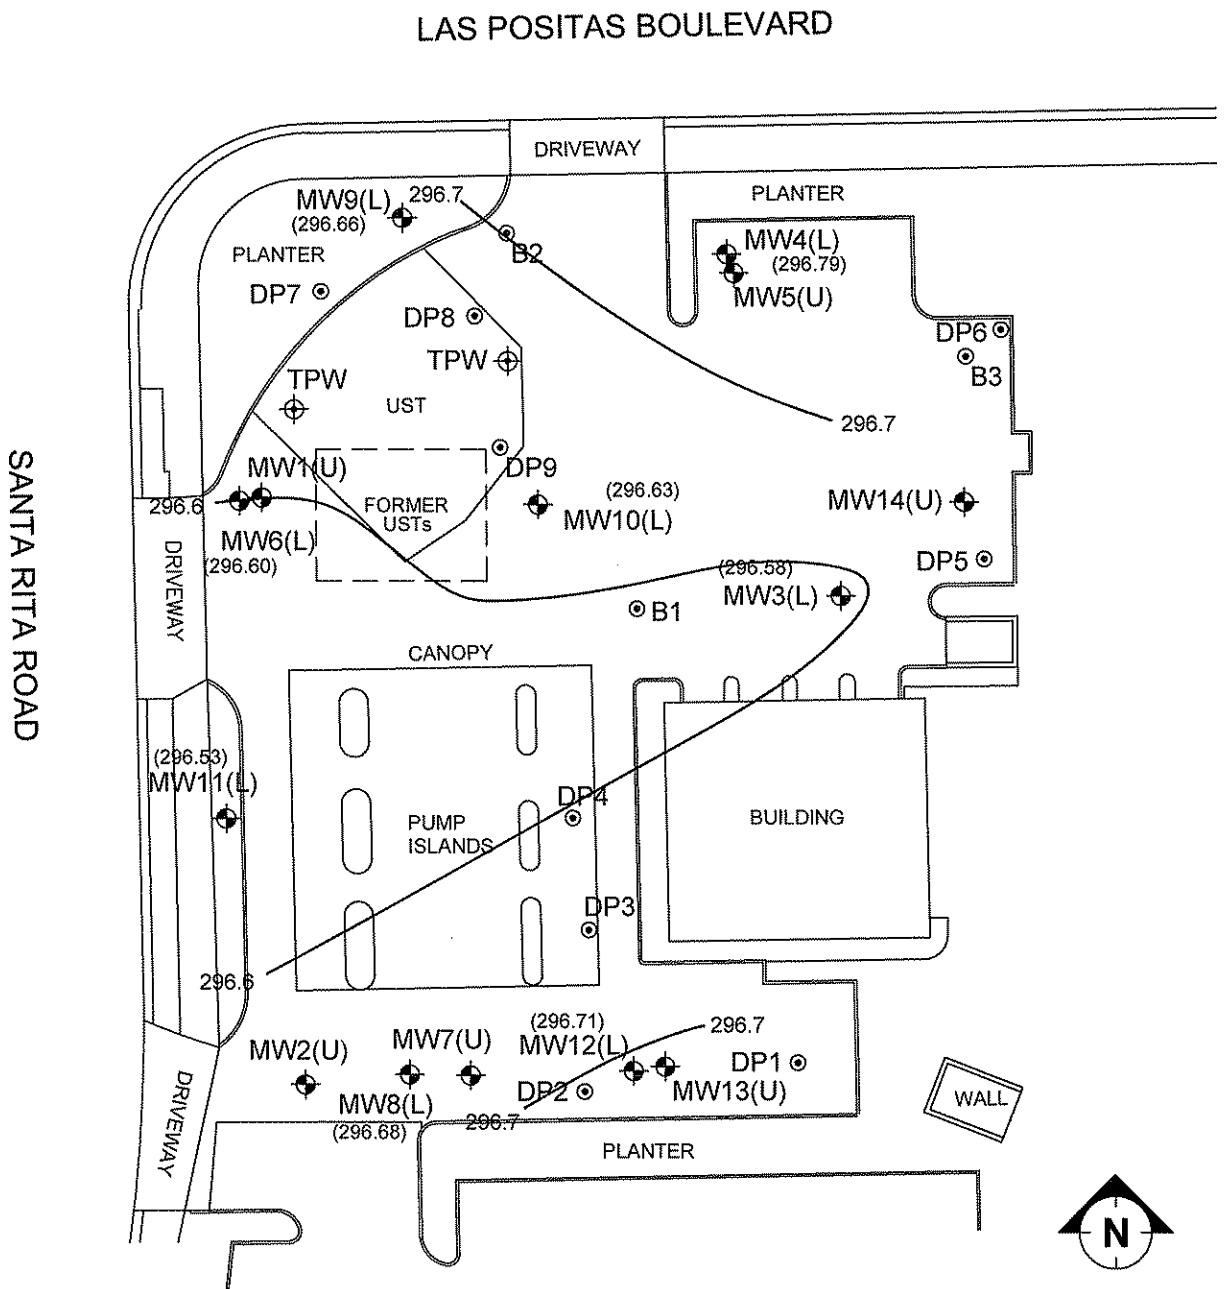 LAS POSITAS BOULEVARD
DRIVEWAY
PLANTER
MW9(L)
(296.66)
296.7
PLANTER
B2
MW4(L)
(296.79)
MW5(U)
DP7
DP8
DP6
TPW
B3
TPW
UST
296.7
SANTA RITA ROAD
MW1(U)
DP9
296.6
FORMER
USTs
(296.63)
MW10(L)
MW14(U)
MW6(L)
(296.60)
DRIVEWAY
(296.58)
MW3(L)
DP5
B1
CANOPY
(296.53)
MW11(L)
DP4
PUMP
ISLANDS
BUILDING
DP3
296.6
(296.71)
296.7
MW2(U)
MW7(U)
MW12(L)
DP1
DP2
MW13(U)
MW8(L)
(296.68)
296.7
WALL
DRIVEWAY
PLANTER
N